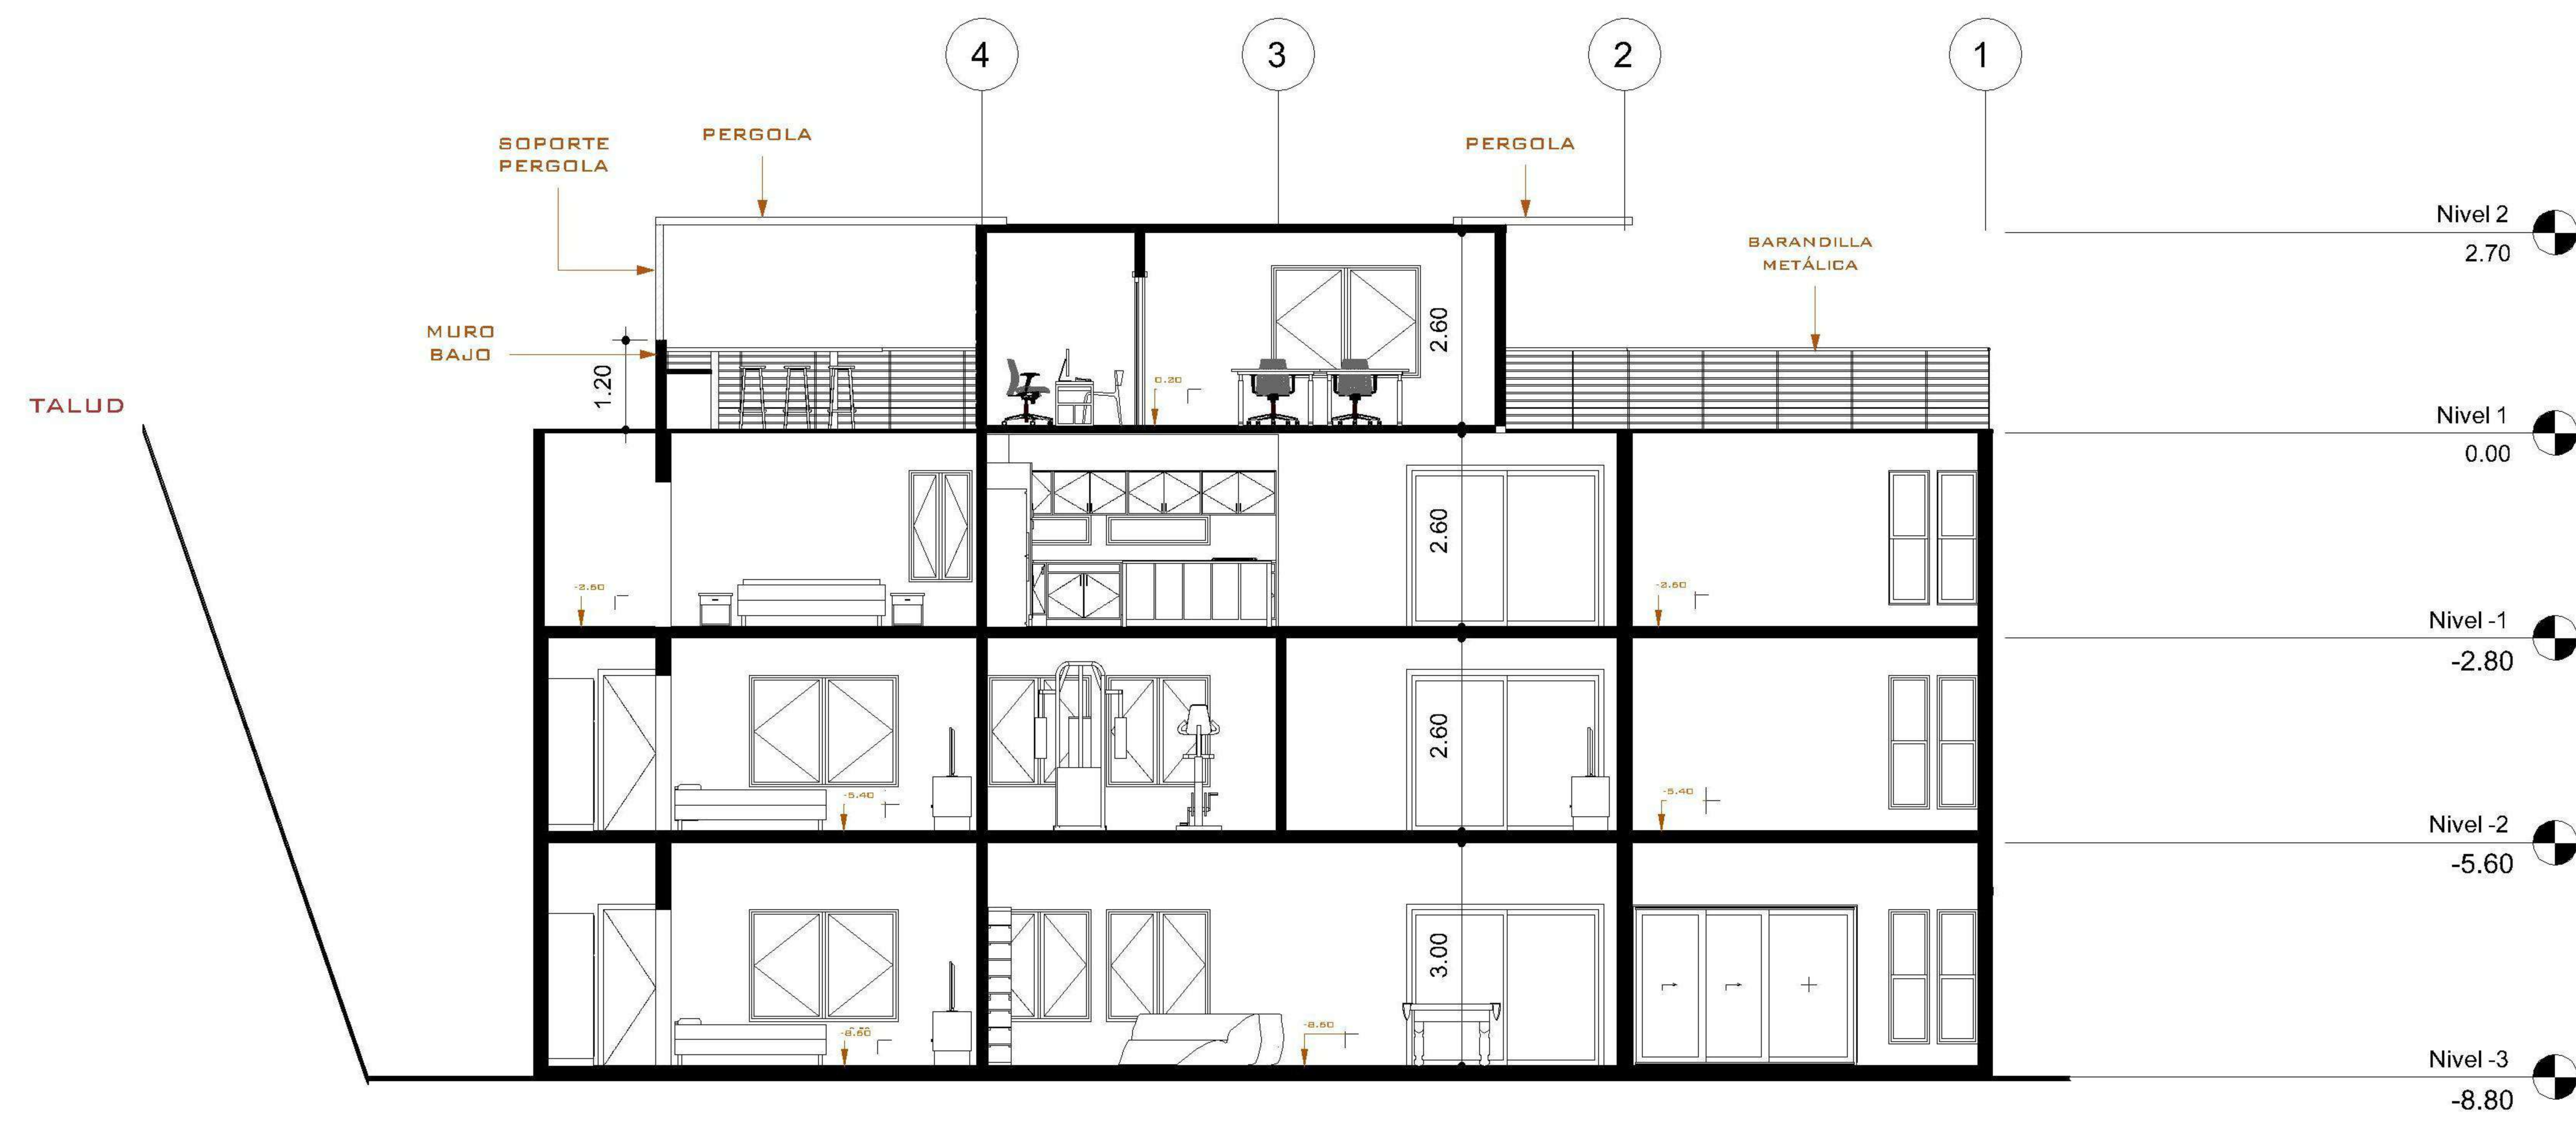 4
3
2
1
SOPORTE
PERGOLA
PERGOLA
PERGOLA
BARANDILLA
METÁLICA
Nivel 2
2.70
MURO
BAJO
1.20
2.60
0.20
TALUD
Nivel 1
0.00
2.60
-2.60
-2.60
Nivel -1
-2.80
2.60
-5.40
-5.40
Nivel -2
-5.60
3.00
-8.60
-8.60
Nivel -3
-8.80